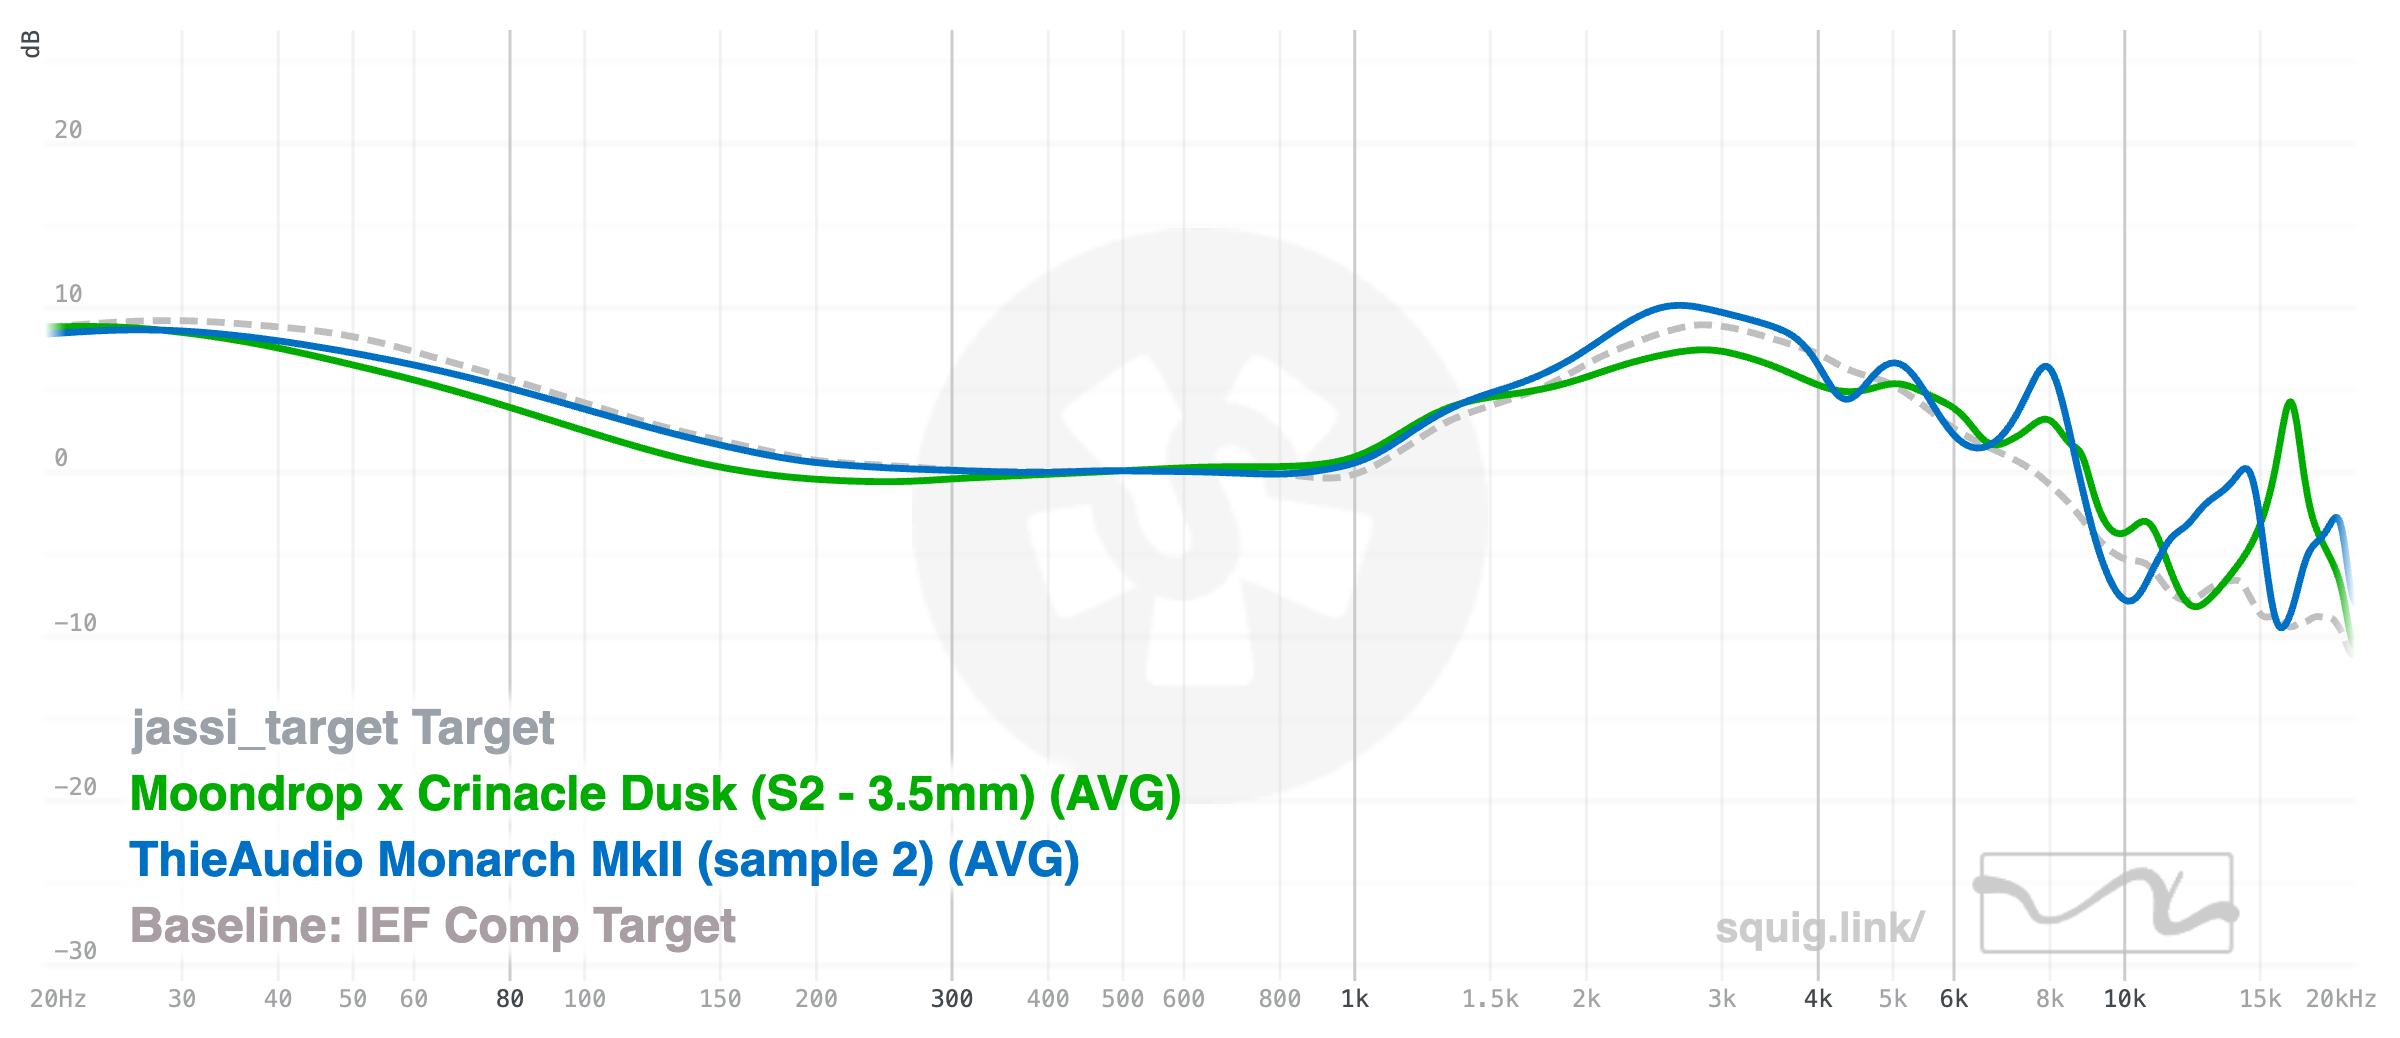 dB
20
10
0
−10
−20
−30
jassi_target Target
Moondrop x Crinacle Dusk (S2 - 3.5mm) (AVG)
ThieAudio Monarch MkII (sample 2) (AVG)
Baseline: IEF Comp Target
squig.link/
20Hz 30 40 50 60 80 100 150 200 300 400 500 600 800 1k 1.5k 2k 3k 4k 5k 6k 8k 10k 15k 20kHz